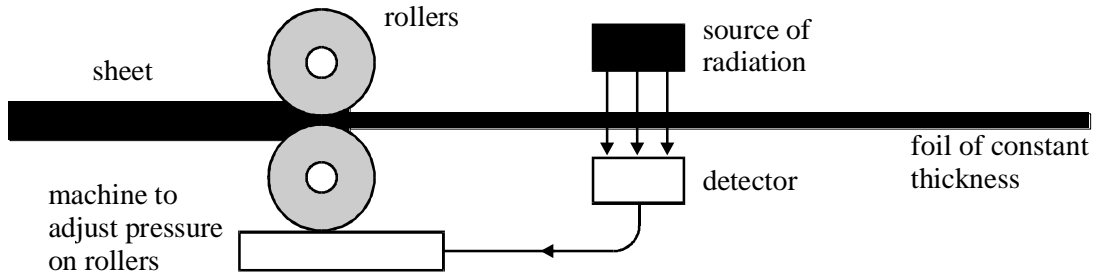 rollers
sheet
source of
radiation
foil of constant
thickness
detector
machine to
adjust pressure
on rollers